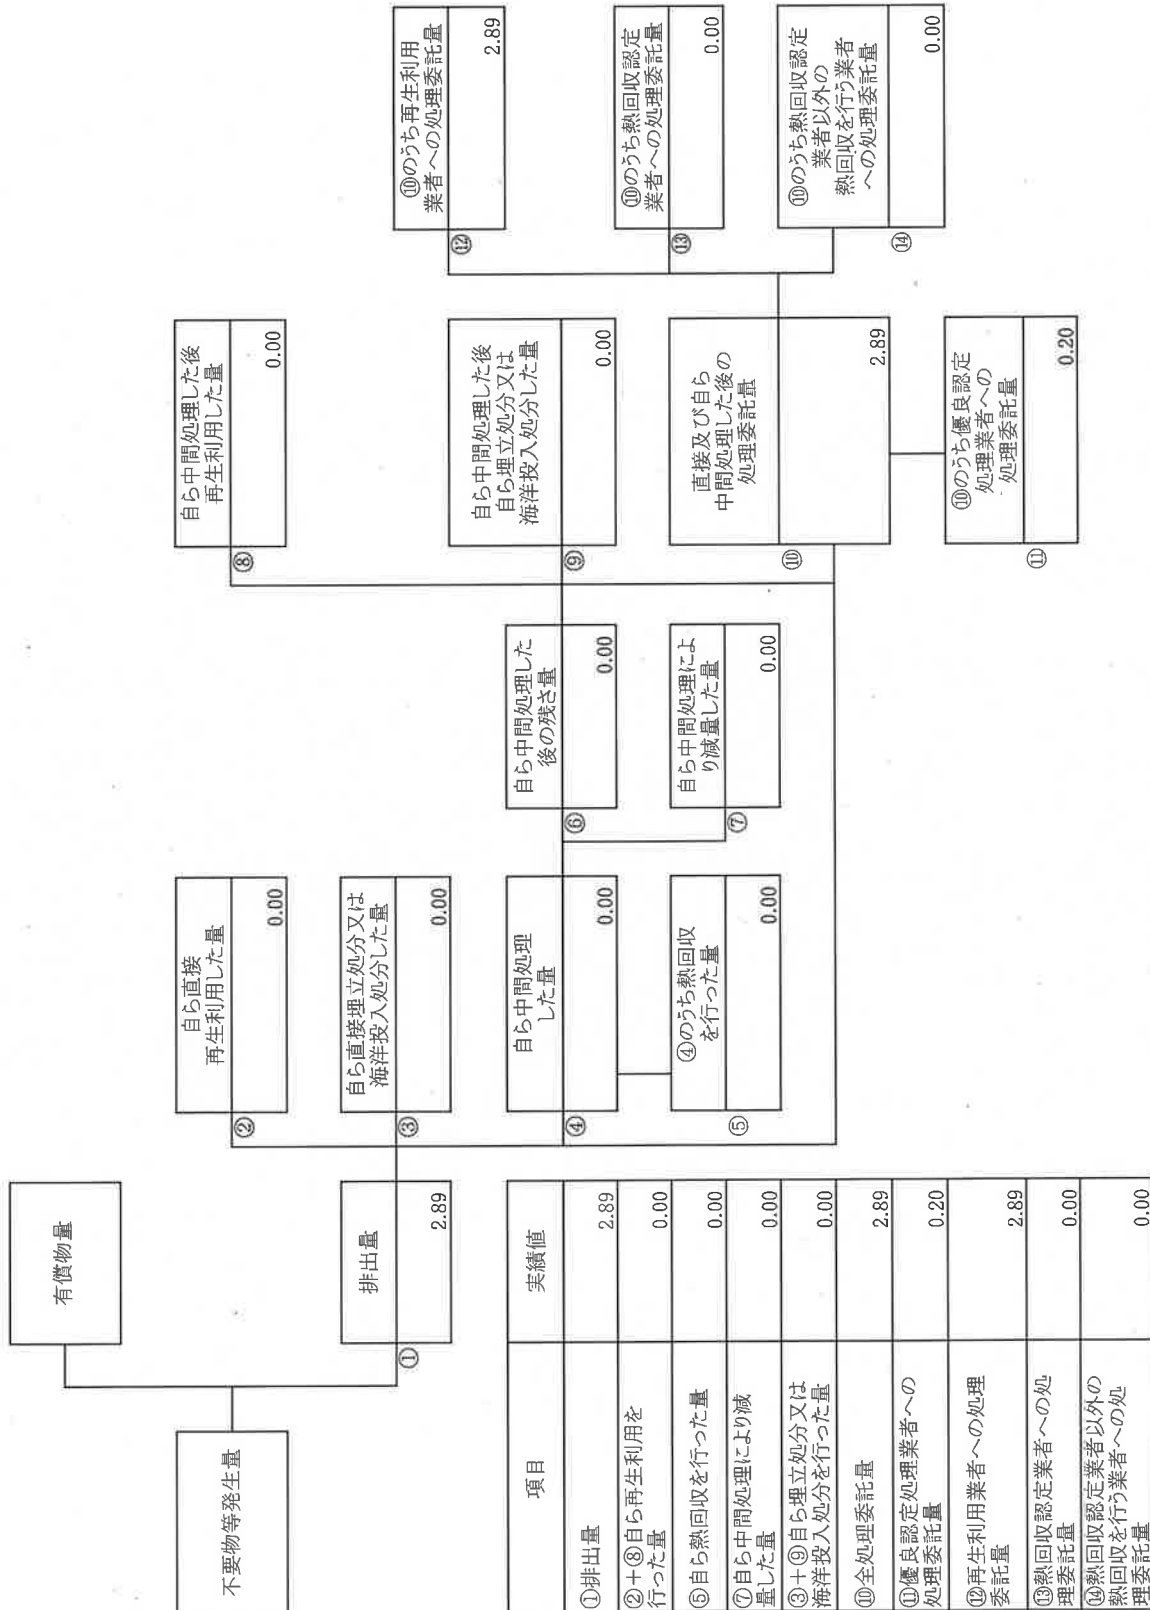 不要物等発生量
有償物量
①
排出量
2.89
②
自ら直接
再生利用した量
0.00
③
自ら直接埋立処分又は
海洋投入処分した量
0.00
④
自ら中間処理
した量
0.00
⑤
④のうち熱回収
を行った量
0.00
⑥
自ら中間処理した
後の残さ量
0.00
⑦
自ら中間処理によ
り減量した量
0.00
⑧
自ら中間処理した後
再生利用した量
0.00
⑨
自ら中間処理した後
自ら埋立処分又は
海洋投入処分した量
0.00
⑩
直接及び自ら
中間処理した後の
処理委託量
2.89
⑪
⑩のうち優良認定
処理業者への
処理委託量
0.20
⑫
⑩のうち再生利用
業者への処理委託量
2.89
⑬
⑩のうち熱回収認定
業者への処理委託量
0.00
⑭
⑩のうち熱回収認定
業者以外の
熱回収を行う業者
への処理委託量
0.00
項目
実績値
①排出量
2.89
②+⑧自ら再生利用を
行った量
0.00
⑤自ら熱回収を行った量
0.00
⑦自ら中間処理により減
量した量
0.00
③+⑨自ら埋立処分又は
海洋投入処分を行った量
0.00
⑩全処理委託量
2.89
⑪優良認定処理業者への
処理委託量
0.20
⑫再生利用業者への処理
委託量
2.89
⑬熱回収認定業者への処
理委託量
0.00
⑭熱回収認定業者以外の
熱回収を行う業者への処
理委託量
0.00